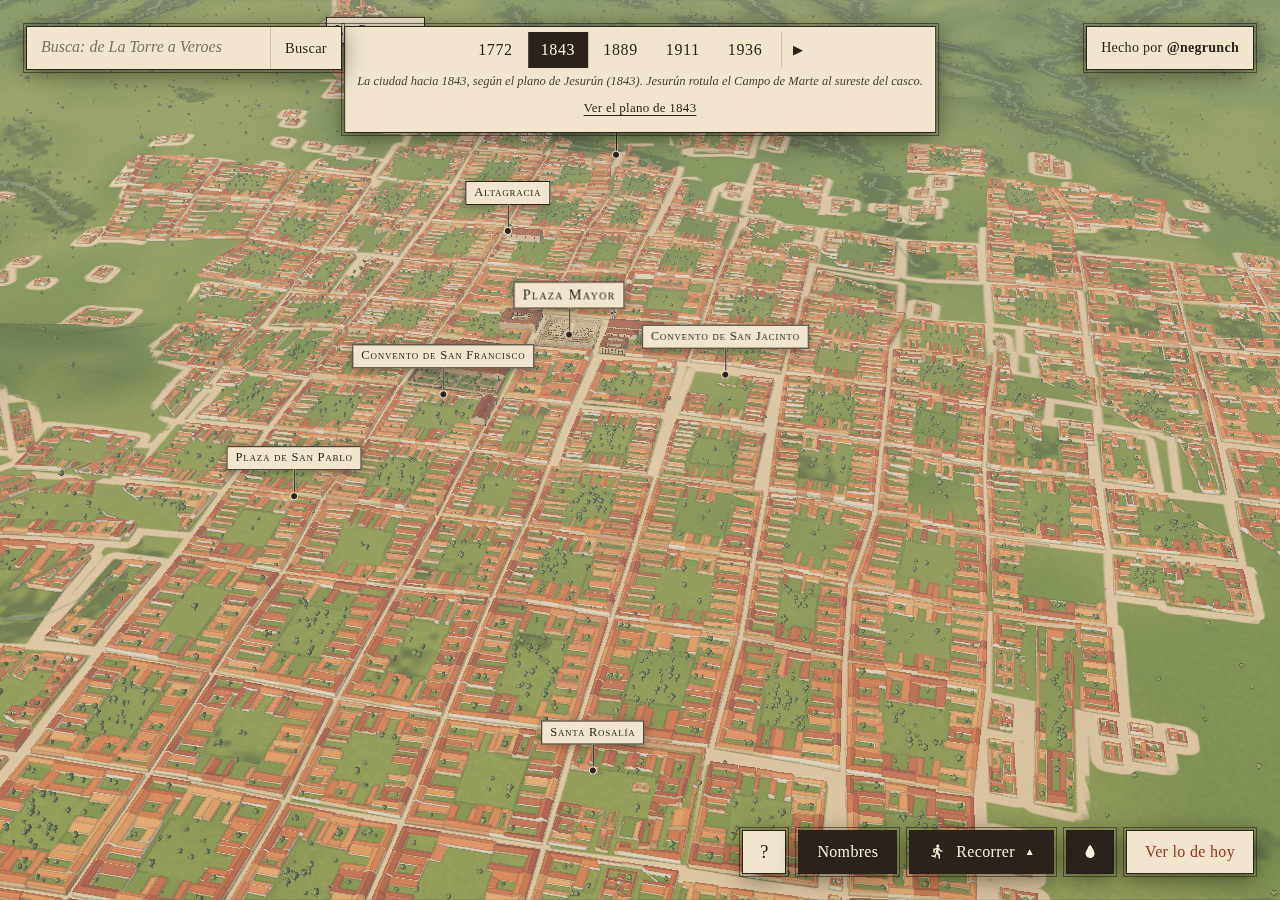 Busca: de La Torre a Veroes
Buscar
1772
1843
1889
1911
1936
La ciudad hacia 1843, según el plano de Jesurún (1843). Jesurún rotula el Campo de Marte al sureste del casco.
Ver el plano de 1843
Hecho por @negrunch
Altagracia
Plaza Mayor
Convento de San Jacinto
Convento de San Francisco
Plaza de San Pablo
Santa Rosalía
?
Nombres
Recorrer
Ver lo de hoy